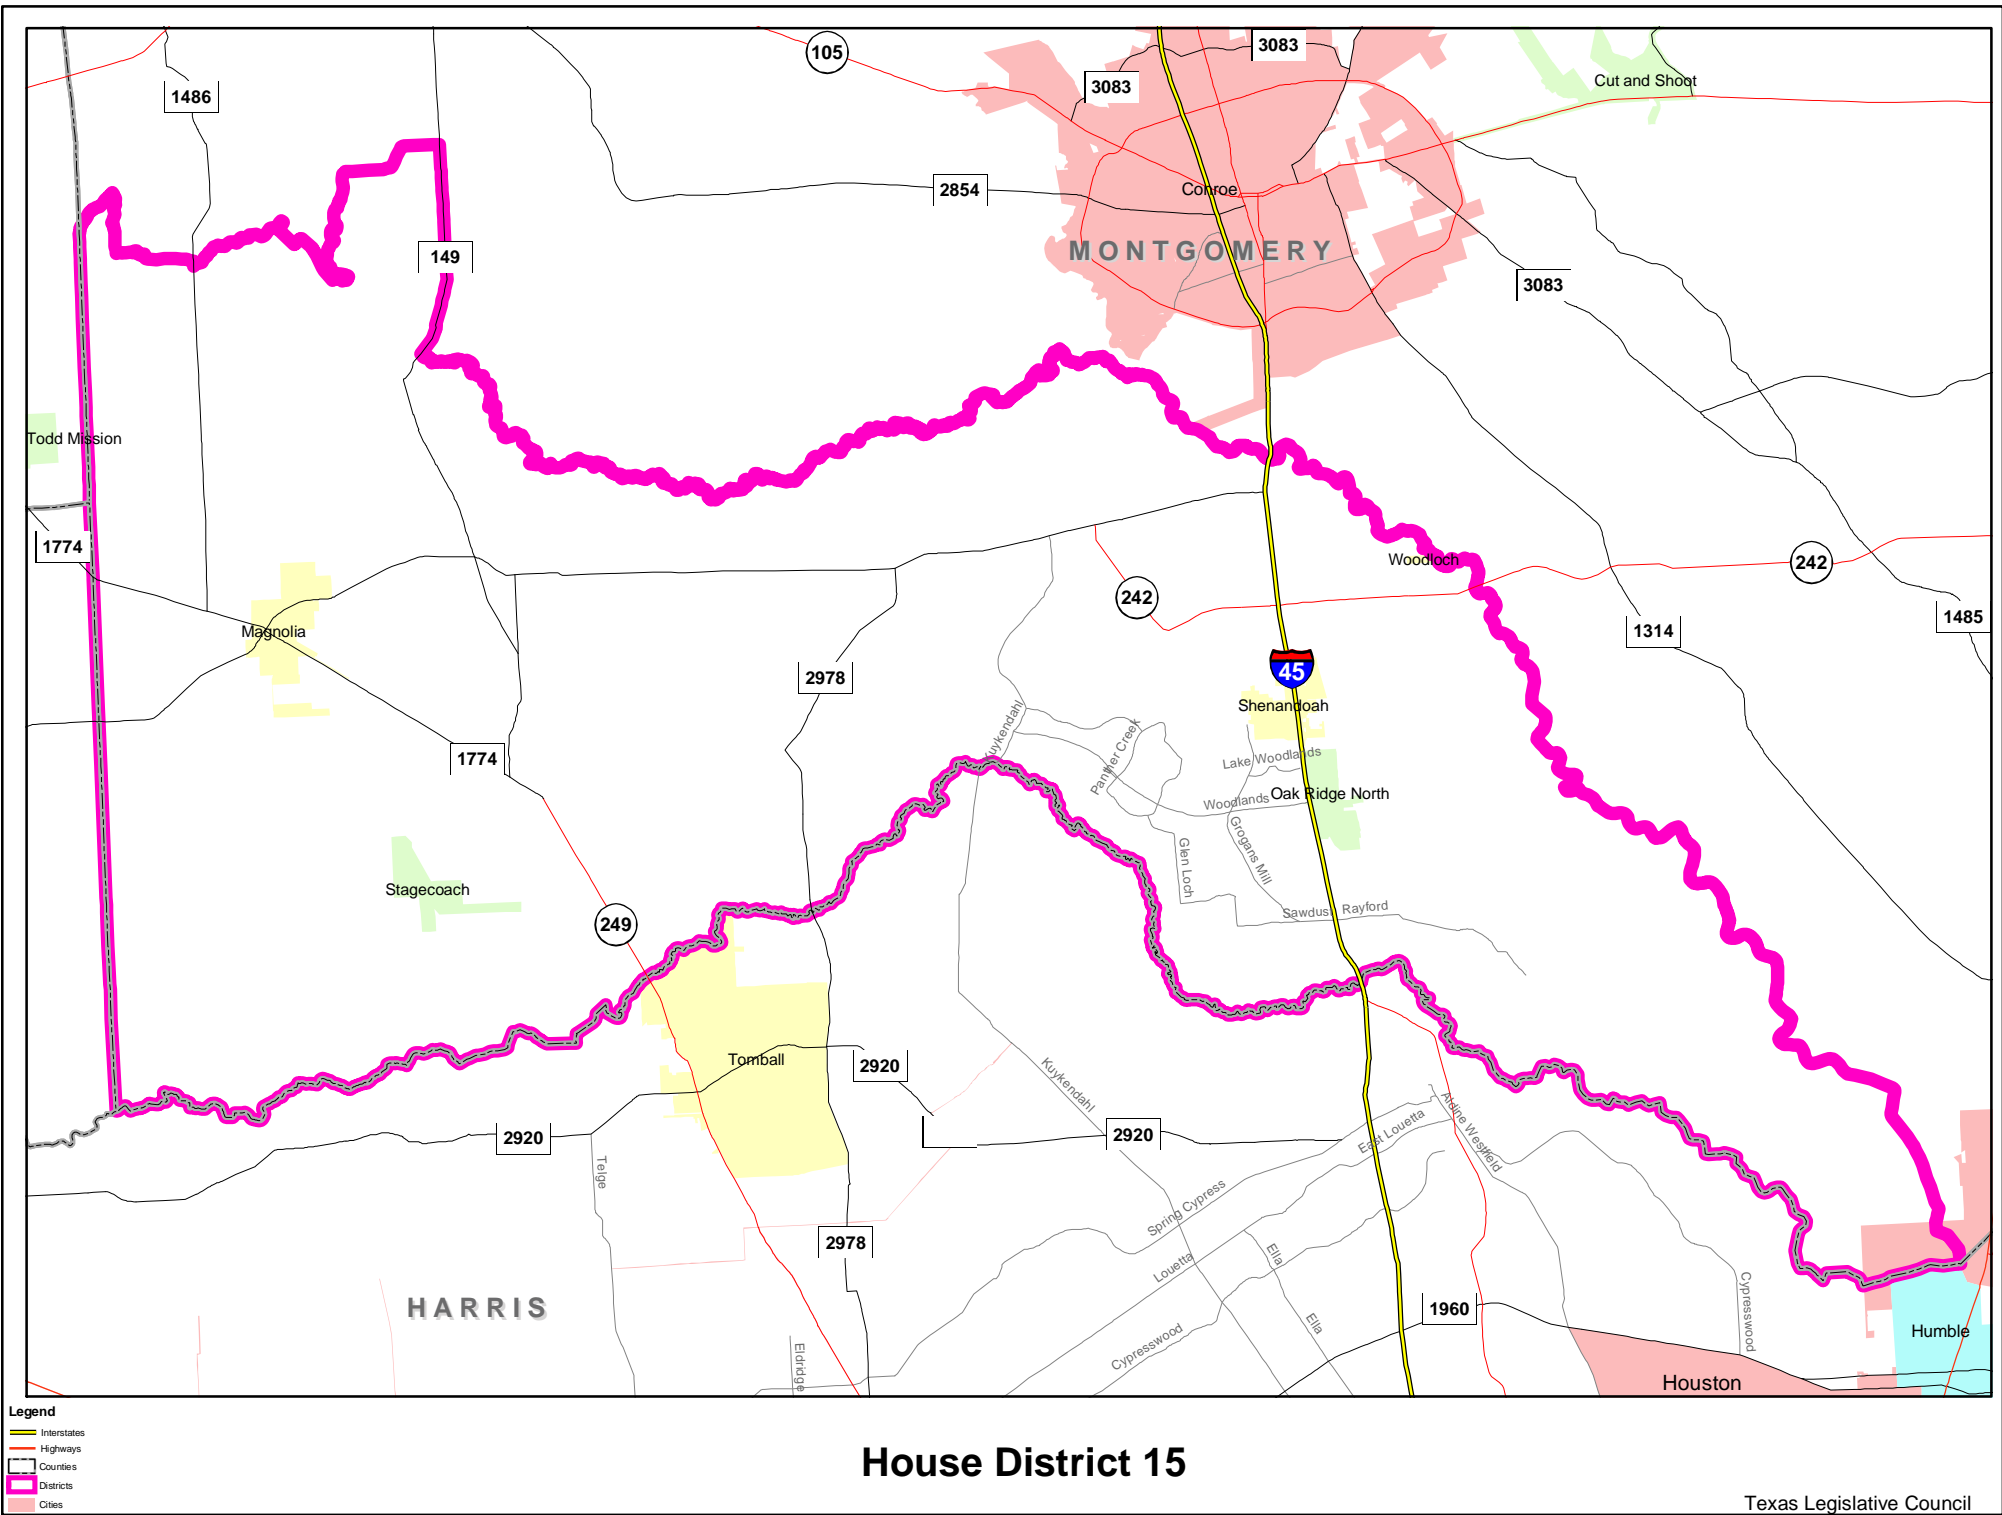 105
3083
3083
1486
Cut and Shoot
2854
Conroe
MONTGOMERY
149
3083
Todd Mission
1774
Woodloch
242
242
1485
Magnolia
1314
2978
45
Shenandoah
Kuykendahl
Panther Creek
Lake Woodlands
1774
Woodlands
Oak Ridge North
Grogans Mill
Glen Loch
Stagecoach
Sawdust
Rayford
249
Tomball
2920
Kuykendahl
2920
2920
East Louetta
Aldine Westfield
Telge
Spring Cypress
2978
Louetta
Ella
HARRIS
1960
Ella
Cypresswood
Cypresswood
Humble
Eldridge
Houston
Legend
Interstates
Highways
Counties
Districts
Cities
House District 15
Texas Legislative Council